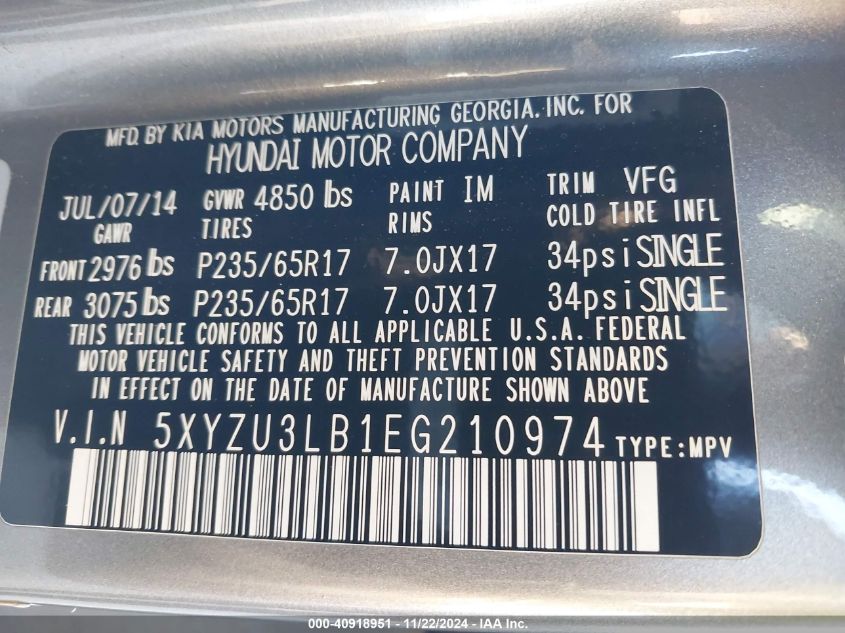 MFD. BY KIA MOTORS MANUFACTURING GEORGIA. INC. FOR
HYUNDAI MOTOR COMPANY
JUL/07/14 GVWR 4850 lbs PAINT IM TRIM VFG
GAWR TIRES RIMS COLD TIRE INFL
FRONT 2976 lbs P235/65R17 7.0JX17 34psi SINGLE
REAR 3075 lbs P235/65R17 7.0JX17 34psi SINGLE
THIS VEHICLE CONFORMS TO ALL APPLICABLE U.S.A. FEDERAL
MOTOR VEHICLE SAFETY AND THEFT PREVENTION STANDARDS
IN EFFECT ON THE DATE OF MANUFACTURE SHOWN ABOVE
V.I.N 5XYZU3LB1EG210974 TYPE:MPV
000-40918951 - 11/22/2024 - IAA Inc.